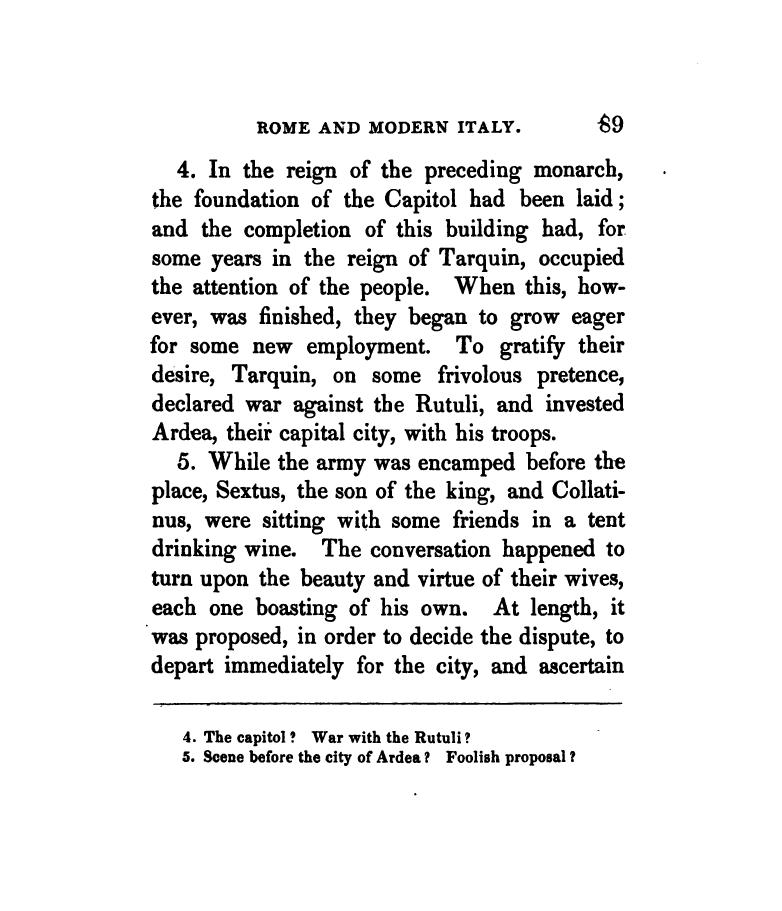 ROME AND MODERN ITALY. 69
4. In the reign of the preceding monarch,
the foundation of the Capitol had been laid;
and the completion of this building had, for
some years in the reign of Tarquin, occupied
the attention of the people. When this, how-
ever, was finished, they began to grow eager
for some new employment. To gratify their
desire, Tarquin, on some frivolous pretence,
declared war against the Rutuli, and invested
Ardea, their capital city, with his troops.
5. While the army was encamped before the
place, Sextus, the son of the king, and Collati-
nus, were sitting with some friends in a tent
drinking wine. The conversation happened to
turn upon the beauty and virtue of their wives,
each one boasting of his own. At length, it
was proposed, in order to decide the dispute, to
depart immediately for the city, and ascertain
4. The capitol? War with the Rutuli?
5. Scene before the city of Ardea? Foolish proposal?